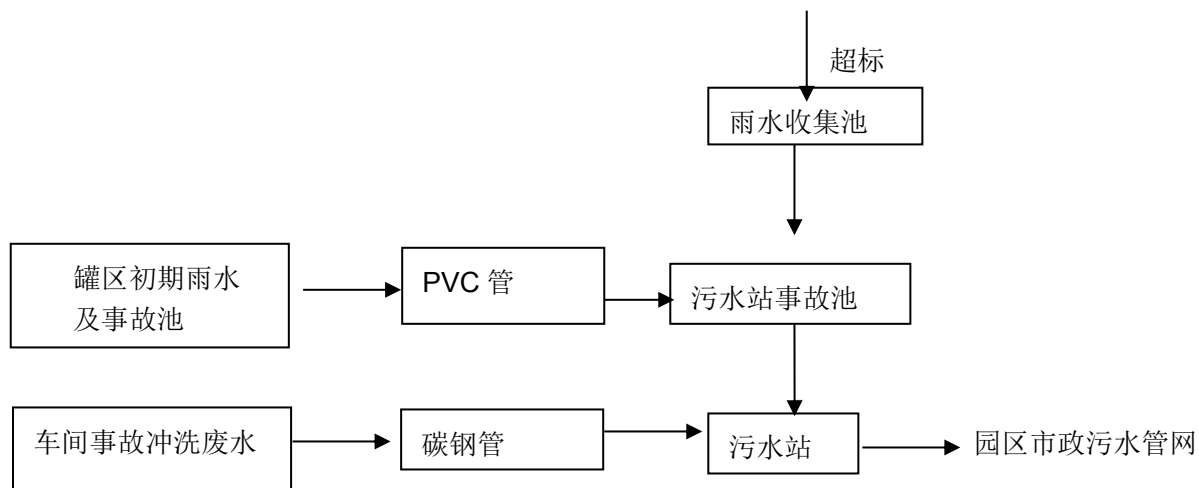 超标
雨水收集池
罐区初期雨水
及事故池
PVC 管
污水站事故池
车间事故冲洗废水
碳钢管
污水站
园区市政污水管网